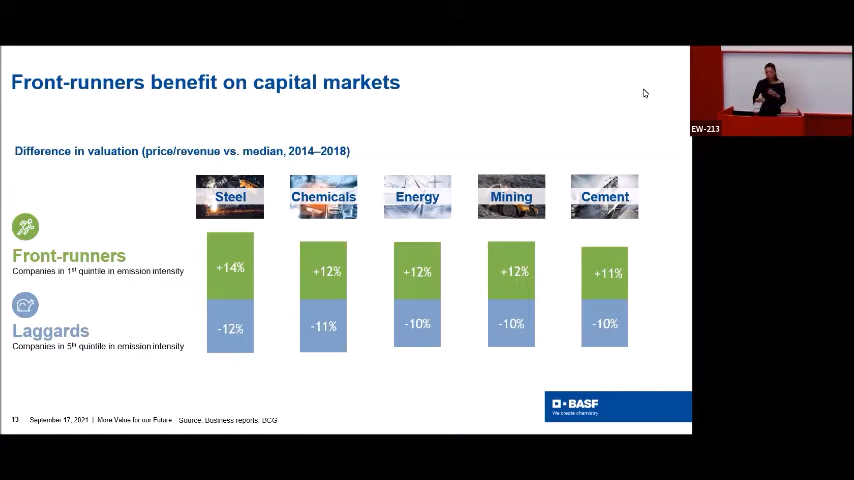 Front-runners benefit on capital markets
EW-213
Difference in valuation (price/revenue vs. median, 2014–2018)
Steel
Chemicals
Energy
Mining
Cement
Front-runners
Companies in 1st quintile in emission intensity
+14%
+12%
+12%
+12%
+11%
Laggards
Companies in 5th quintile in emission intensity
-12%
-11%
-10%
-10%
-10%
BASF
We create chemistry
13 September 17, 2021 | More Value for our Future Source: Business reports, BCG